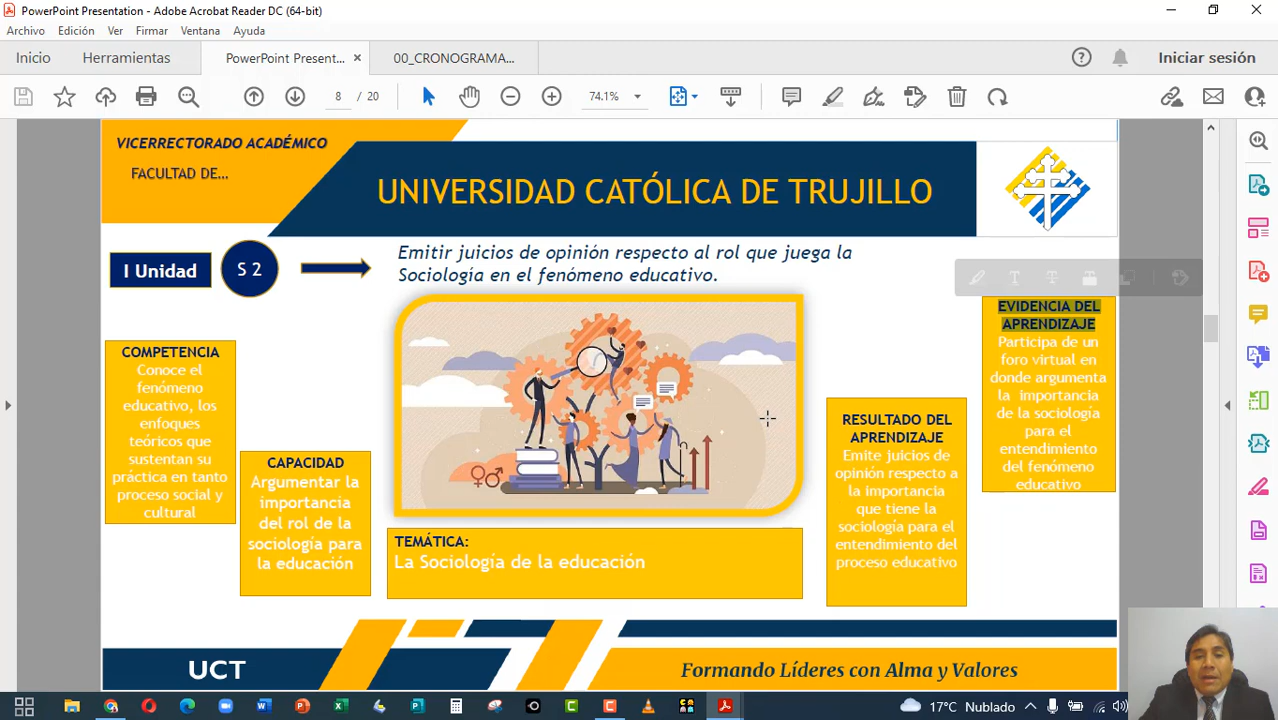 PowerPoint Presentation - Adobe Acrobat Reader DC (64-bit)
Archivo Edición Ver Firmar Ventana Ayuda
Inicio Herramientas PowerPoint Present... × 00_CRONOGRAMA... Iniciar sesión
8 / 20 74.1%
VICERRECTORADO ACADÉMICO
FACULTAD DE...
UNIVERSIDAD CATÓLICA DE TRUJILLO
I Unidad
S 2
Emitir juicios de opinión respecto al rol que juega la
Sociología en el fenómeno educativo.
COMPETENCIA
Conoce el
fenómeno
educativo, los
enfoques
teóricos que
sustentan su
práctica en tanto
proceso social y
cultural
CAPACIDAD
Argumentar la
importancia
del rol de la
sociología para
la educación
TEMÁTICA:
La Sociología de la educación
RESULTADO DEL
APRENDIZAJE
Emite juicios de
opinión respecto a
la importancia
que tiene la
sociología para el
entendimiento del
proceso educativo
EVIDENCIA DEL
APRENDIZAJE
Participa de un
foro virtual en
donde argumenta
la importancia
de la sociología
para el
entendimiento
del fenómeno
educativo
UCT
Formando Líderes con Alma y Valores
17°C Nublado